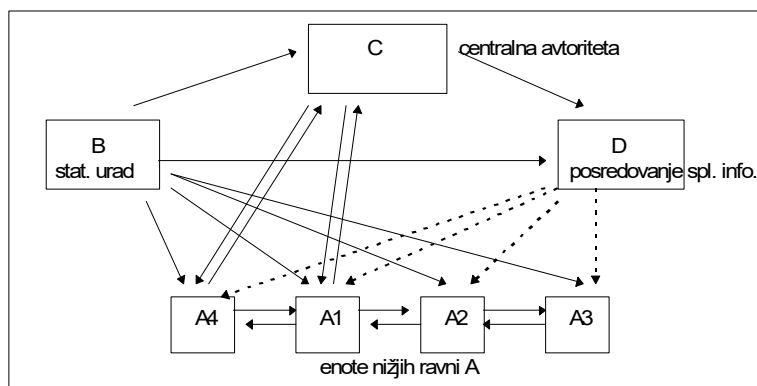 C
centralna avtoriteta
B
stat. urad
D
posredovanje spl. info.
A4
A1
A2
A3
enote nižjih ravni A